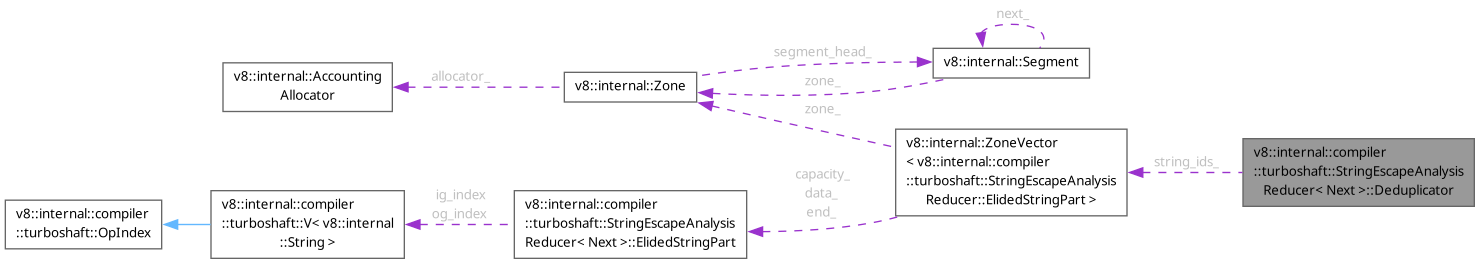 next_
segment_head_
v8::internal::Segment
v8::internal::Accounting
Allocator
allocator_
v8::internal::Zone
zone_
zone_
v8::internal::ZoneVector
< v8::internal::compiler
::turboshaft::StringEscapeAnalysis
Reducer::ElidedStringPart >
string_ids_
v8::internal::compiler
::turboshaft::StringEscapeAnalysis
Reducer< Next >::Deduplicator
capacity_
data_
end_
v8::internal::compiler
::turboshaft::OpIndex
v8::internal::compiler
::turboshaft::V< v8::internal
::String >
ig_index
og_index
v8::internal::compiler
::turboshaft::StringEscapeAnalysis
Reducer< Next >::ElidedStringPart